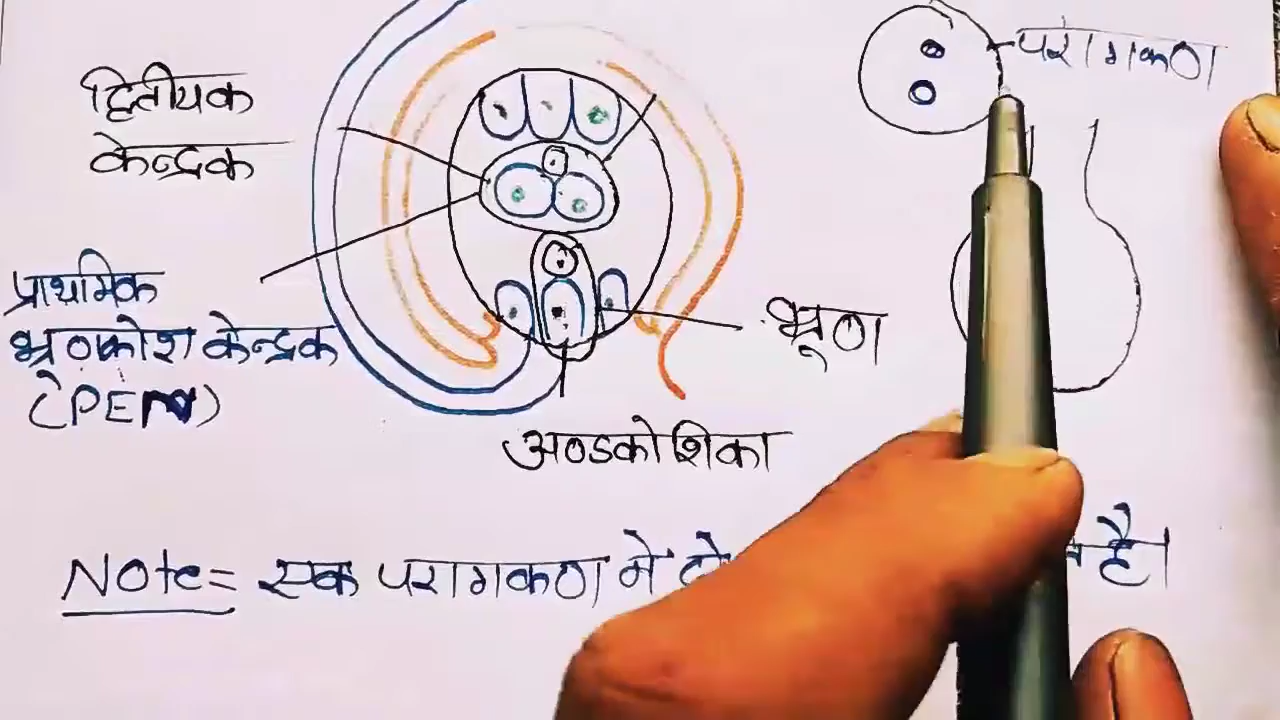 द्वितीयक
केन्द्रक
परागकण
प्राथमिक
भ्रूणकोश केन्द्रक
(PEN)
भ्रूण
अण्डकोशिका
Note= एक परागकण में है।